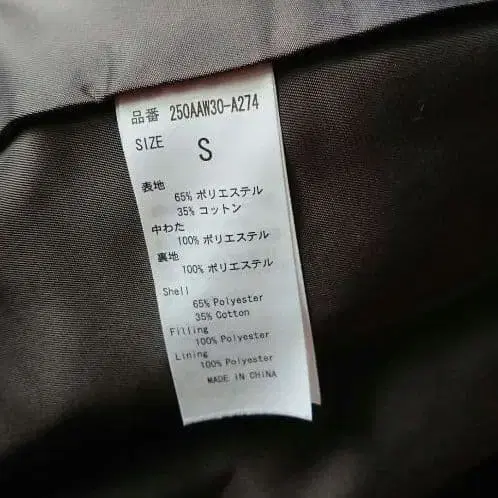 品番 250AAW30-A274
SIZE S
表地
65% ポリエステル
35% コットン
中わた
100% ポリエステル
裏地
100% ポリエステル
Shell
65% Polyester
35% Cotton
Filling
100% Polyester
Lining
100% Polyester
MADE IN CHINA